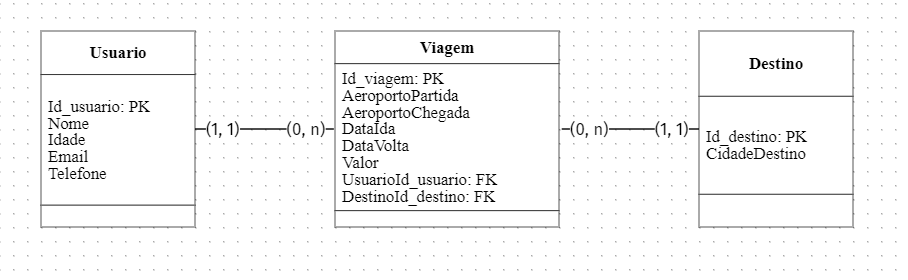 Usuario
Id_usuario: PK
Nome
Idade
Email
Telefone
(1, 1)
(0, n)
Viagem
Id_viagem: PK
AeroportoPartida
AeroportoChegada
DataIda
DataVolta
Valor
UsuarioId_usuario: FK
DestinoId_destino: FK
(0, n)
(1, 1)
Destino
Id_destino: PK
CidadeDestino